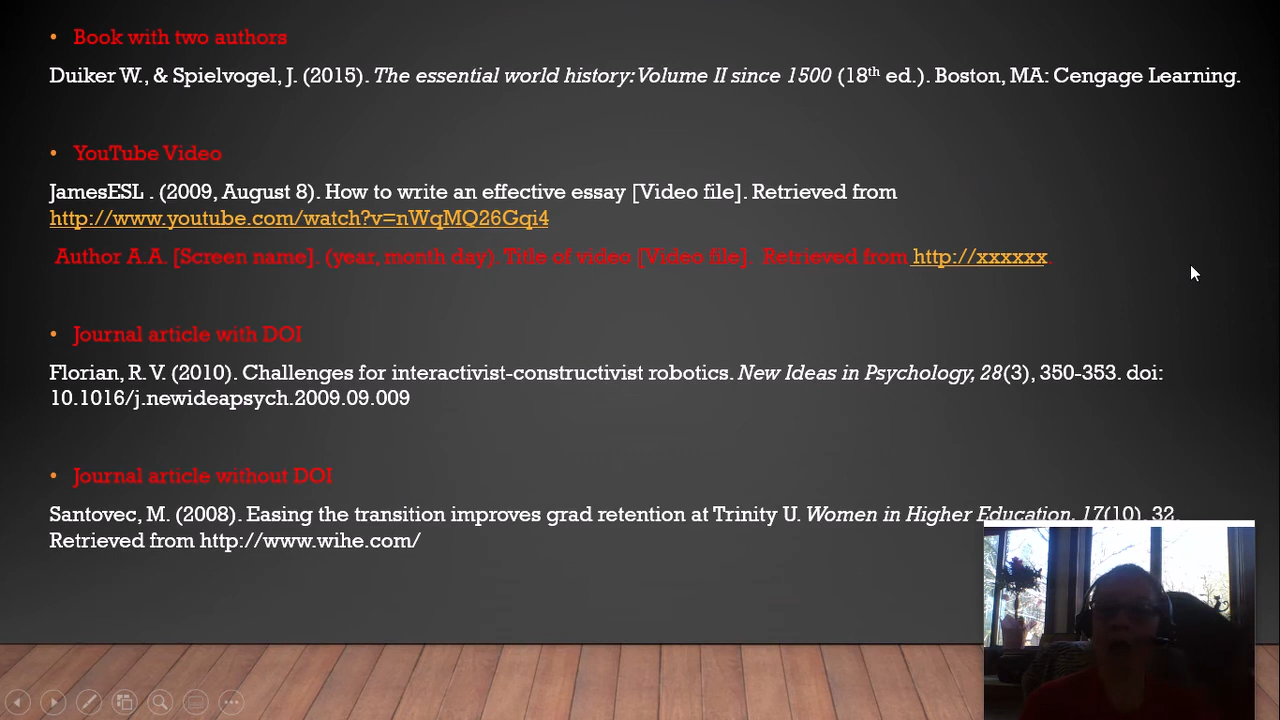 • Book with two authors
Duiker W., & Spielvogel, J. (2015). The essential world history: Volume II since 1500 (18th ed.). Boston, MA: Cengage Learning.
• YouTube Video
JamesESL . (2009, August 8). How to write an effective essay [Video file]. Retrieved from
http://www.youtube.com/watch?v=nWqMQ26Gqi4
Author A.A. [Screen name]. (year, month day). Title of video [Video file]. Retrieved from http://xxxxxx.
• Journal article with DOI
Florian, R. V. (2010). Challenges for interactivist-constructivist robotics. New Ideas in Psychology, 28(3), 350-353. doi:
10.1016/j.newideapsych.2009.09.009
• Journal article without DOI
Santovec, M. (2008). Easing the transition improves grad retention at Trinity U. Women in Higher Education, 17(10), 32.
Retrieved from http://www.wihe.com/